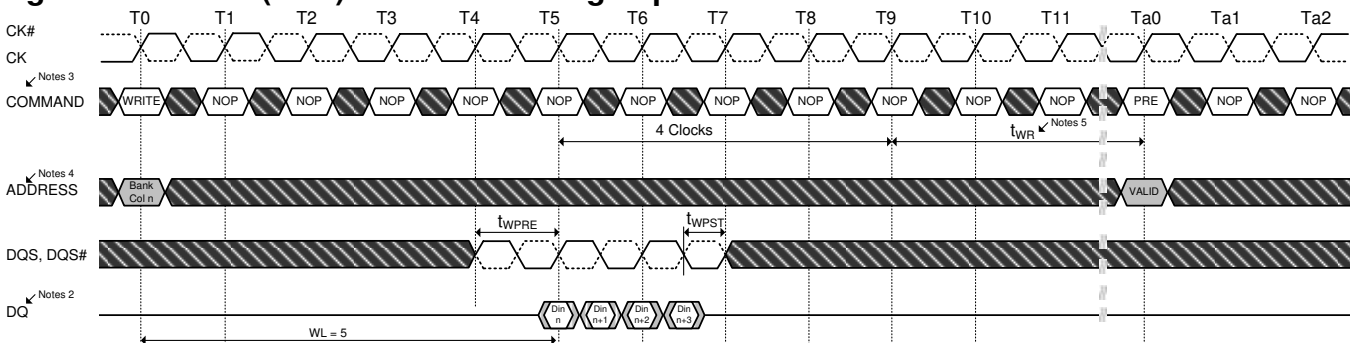 T0 T1 T2 T3 T4 T5 T6 T7 T8 T9 T10 T11 Ta0 Ta1 Ta2
CK#
CK
Notes 3
COMMAND WRITE NOP NOP NOP NOP NOP NOP NOP NOP NOP NOP NOP PRE NOP NOP
4 Clocks tWR Notes 5
Notes 4
ADDRESS Bank Col n VALID
tWPRE tWPST
DQS, DQS#
Notes 2
DQ Din n Din n+1 Din n+2 Din n+3
WL = 5